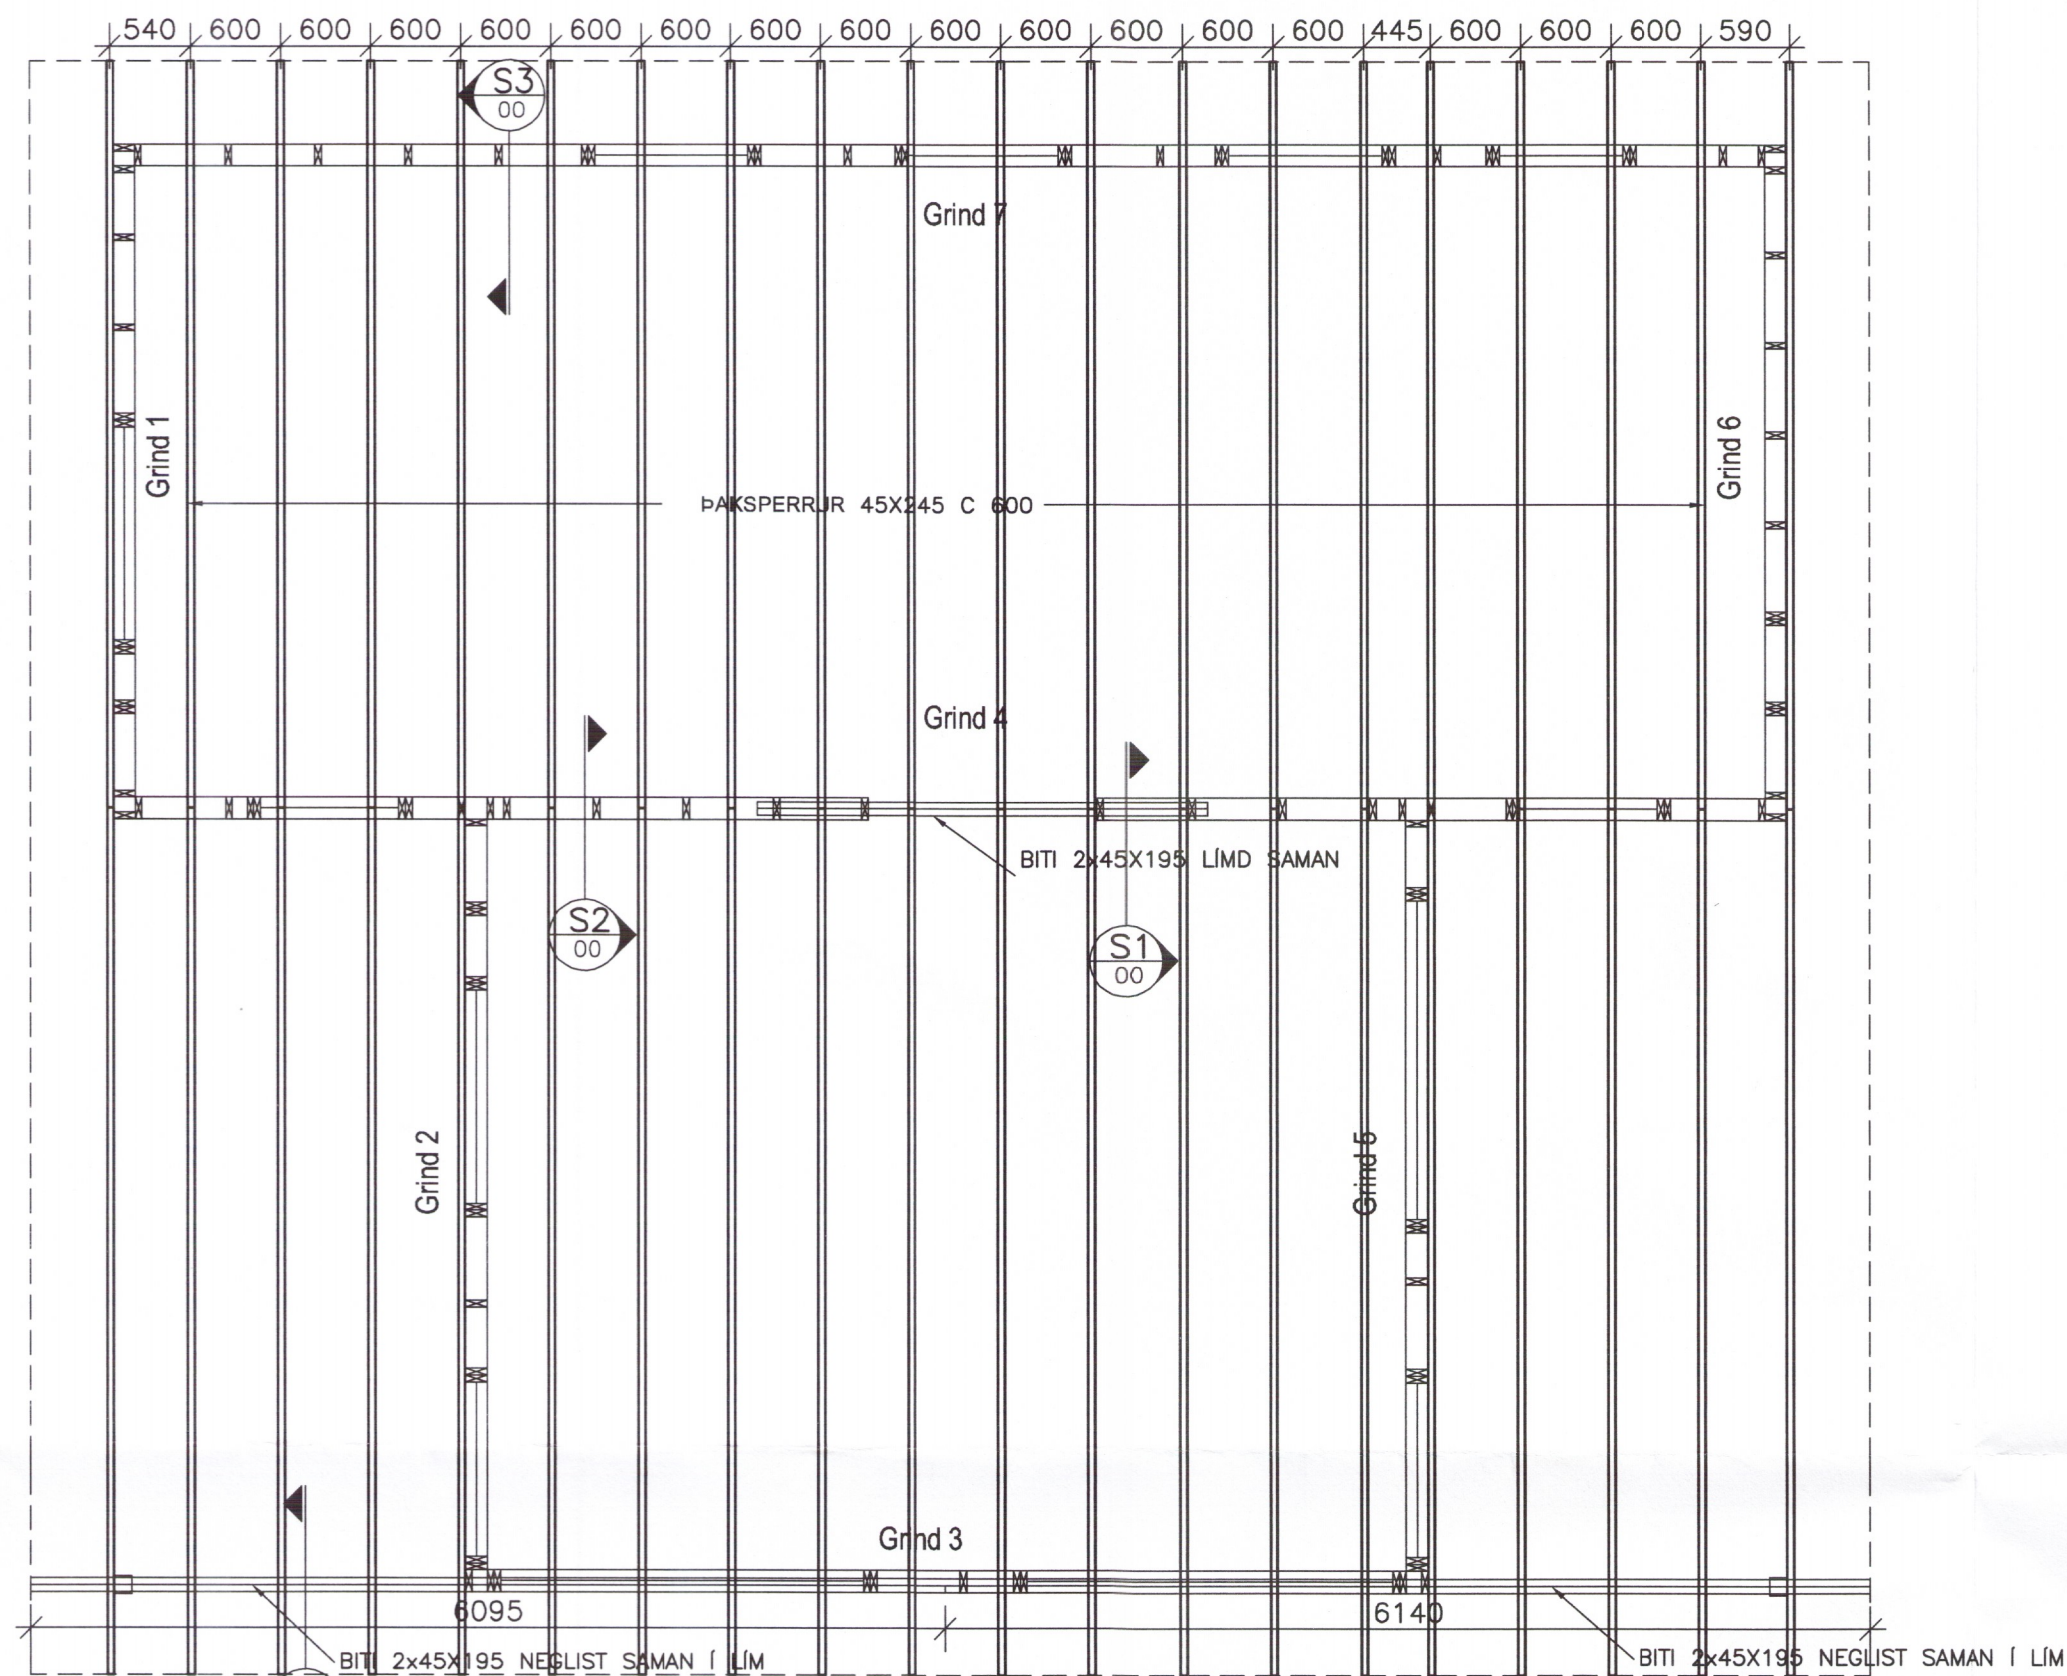 540 600 600 600 600 600 600 600 600 600 600 600 600 600 445 600 600 600 590
S3
00
Grind 7
Grind 1
Grind 6
ÞAKSPERRUR 45X245 C 600
Grind 4
BITI 2x45X195 LÍMD SAMAN
S2
00
S1
00
Grind 2
Grind 5
Grind 3
6095
6140
BITI 2x45X195 NEGLIST SAMAN Í LÍM
BITI 2x45X195 NEGLIST SAMAN Í LÍM